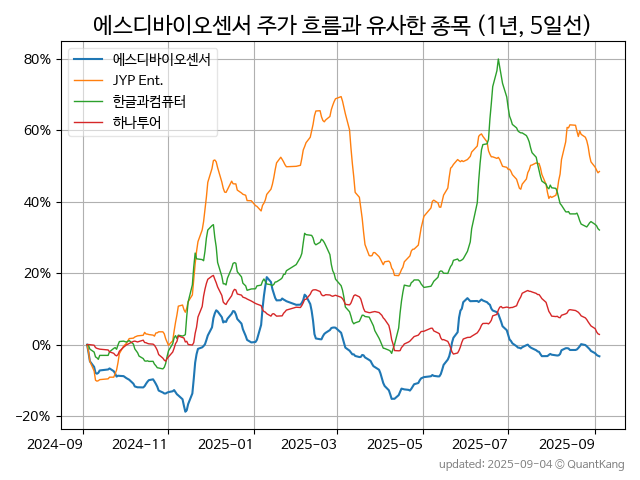 에스디바이오센서 주가 흐름과 유사한 종목 (1년, 5일선)
에스디바이오센서
JYP Ent.
한글과컴퓨터
하나투어
80%
60%
40%
20%
0%
−20%
2024-09
2024-11
2025-01
2025-03
2025-05
2025-07
2025-09
updated: 2025-09-04 © QuantKang